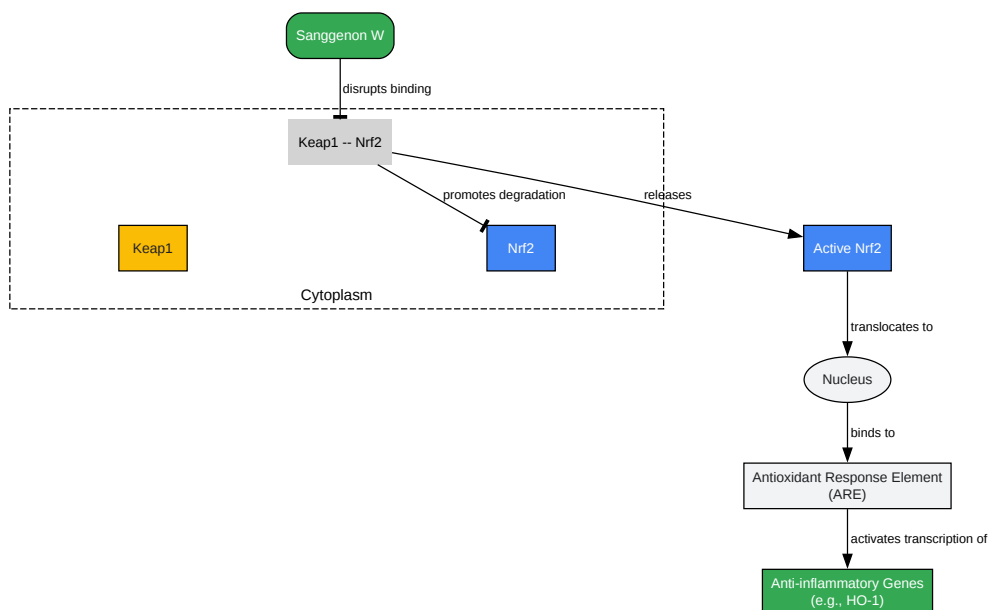 Sanggenon W
disrupts binding
Keap1 -- Nrf2
promotes degradation
releases
Keap1
Nrf2
Active Nrf2
Cytoplasm
translocates to
Nucleus
binds to
Antioxidant Response Element
(ARE)
activates transcription of
Anti-inflammatory Genes
(e.g., HO-1)